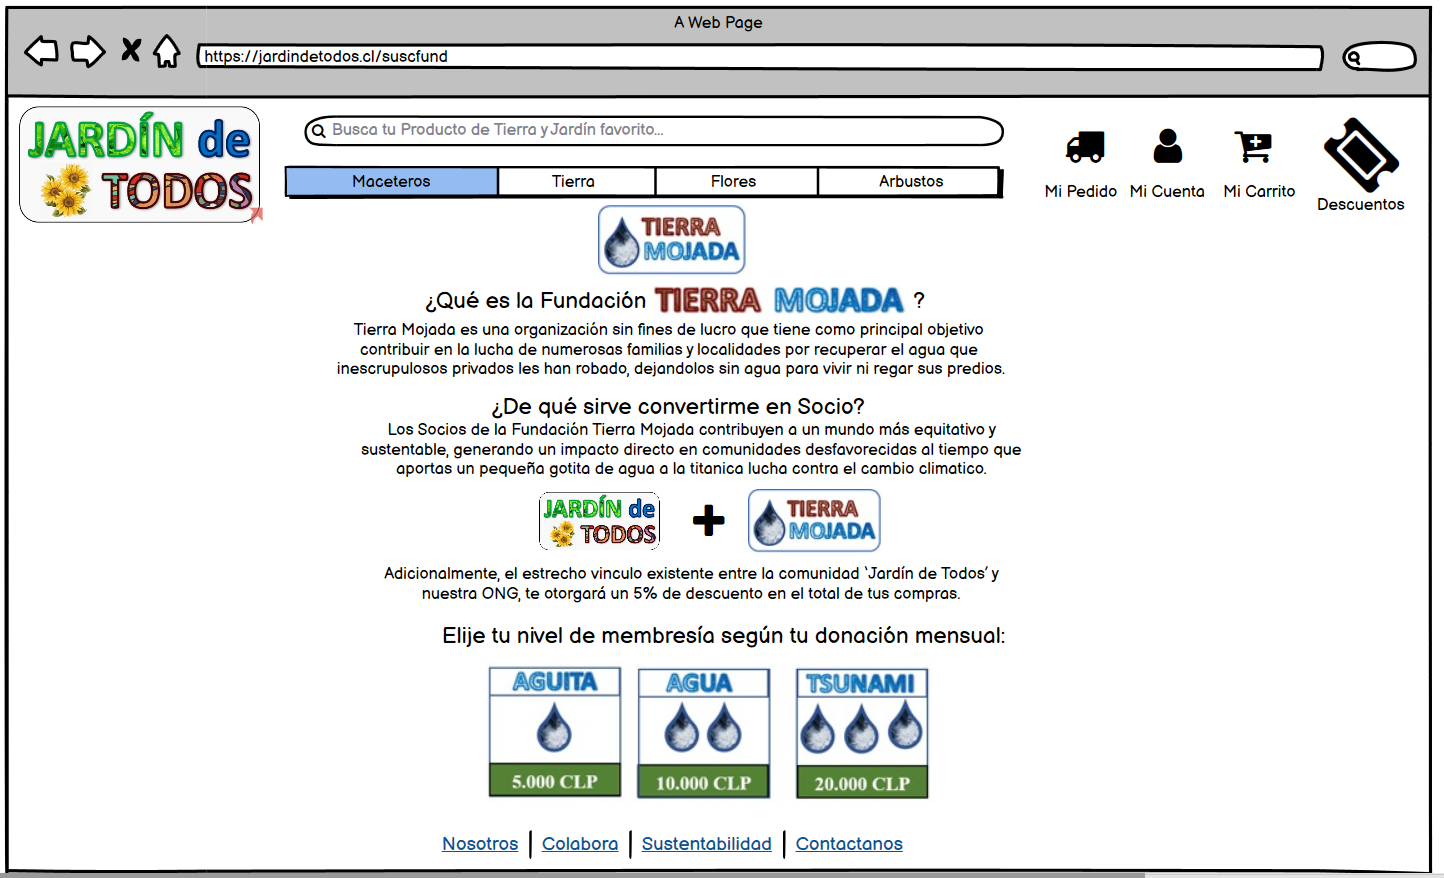 A Web Page
https://jardindetodos.cl/suscfund
JARDÍN de
TODOS
Busca tu Producto de Tierra y Jardín favorito...
Maceteros Tierra Flores Arbustos
Mi Pedido Mi Cuenta Mi Carrito Descuentos
TIERRA
MOJADA
¿Qué es la Fundación TIERRA MOJADA ?
Tierra Mojada es una organización sin fines de lucro que tiene como principal objetivo
contribuir en la lucha de numerosas familias y localidades por recuperar el agua que
inescrupulosos privados les han robado, dejandolos sin agua para vivir ni regar sus predios.
¿De qué sirve convertirme en Socio?
Los Socios de la Fundación Tierra Mojada contribuyen a un mundo más equitativo y
sustentable, generando un impacto directo en comunidades desfavorecidas al tiempo que
aportas un pequeña gotita de agua a la titanica lucha contra el cambio climatico.
JARDÍN de
TODOS
TIERRA
MOJADA
Adicionalmente, el estrecho vinculo existente entre la comunidad 'Jardín de Todos' y
nuestra ONG, te otorgará un 5% de descuento en el total de tus compras.
Elije tu nivel de membresía según tu donación mensual:
AGUITA AGUA TSUNAMI
5.000 CLP 10.000 CLP 20.000 CLP
Nosotros Colabora Sustentabilidad Contactanos